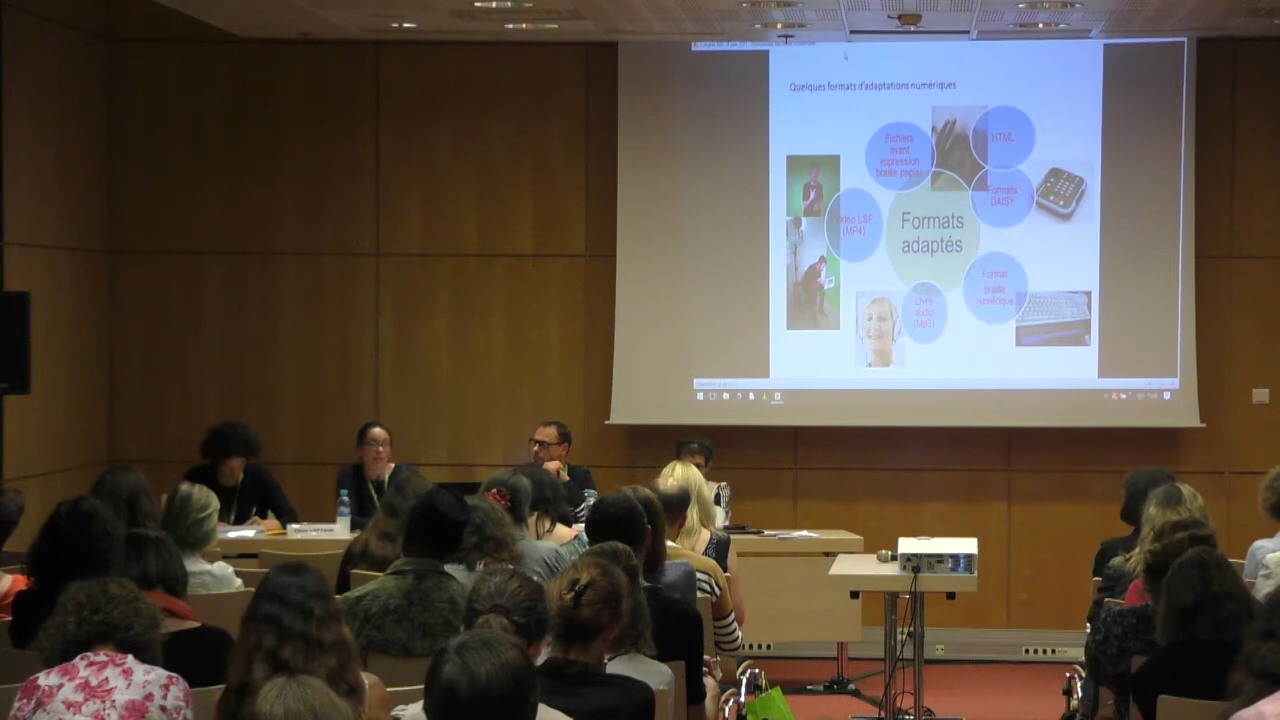 Quelques formats d'adaptations numériques
Fichiers
avant
impression
braille papier
HTML
Formats
DAISY
Vidéo LSF
(MP4)
Formats
adaptés
Format
braille
numérique
Livre
audio
(Mp3)